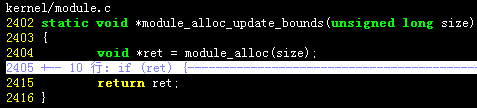 kernel/module.c
2402 static void *module_alloc_update_bounds(unsigned long size)
2403 {
2404         void *ret = module_alloc(size);
2405 +-- 10 行: if (ret) {--------------------------------------------
2415         return ret;
2416 }